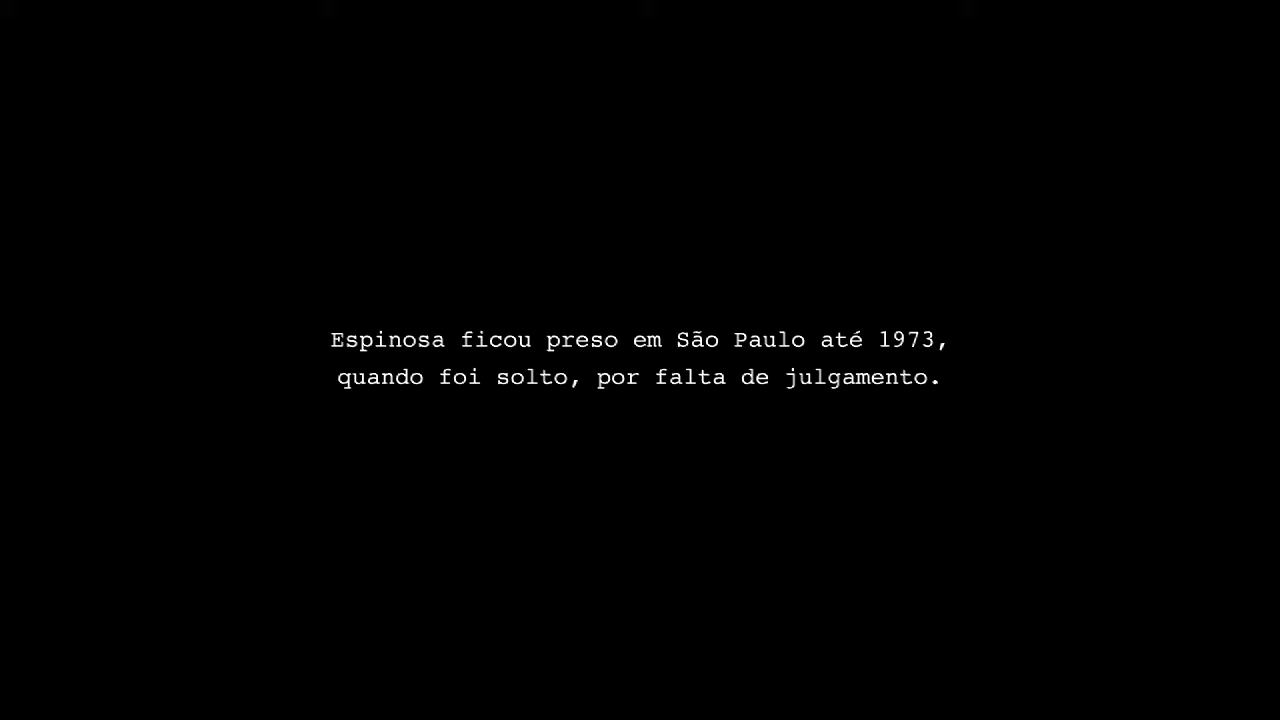 Espinosa ficou preso em São Paulo até 1973,
quando foi solto, por falta de julgamento.